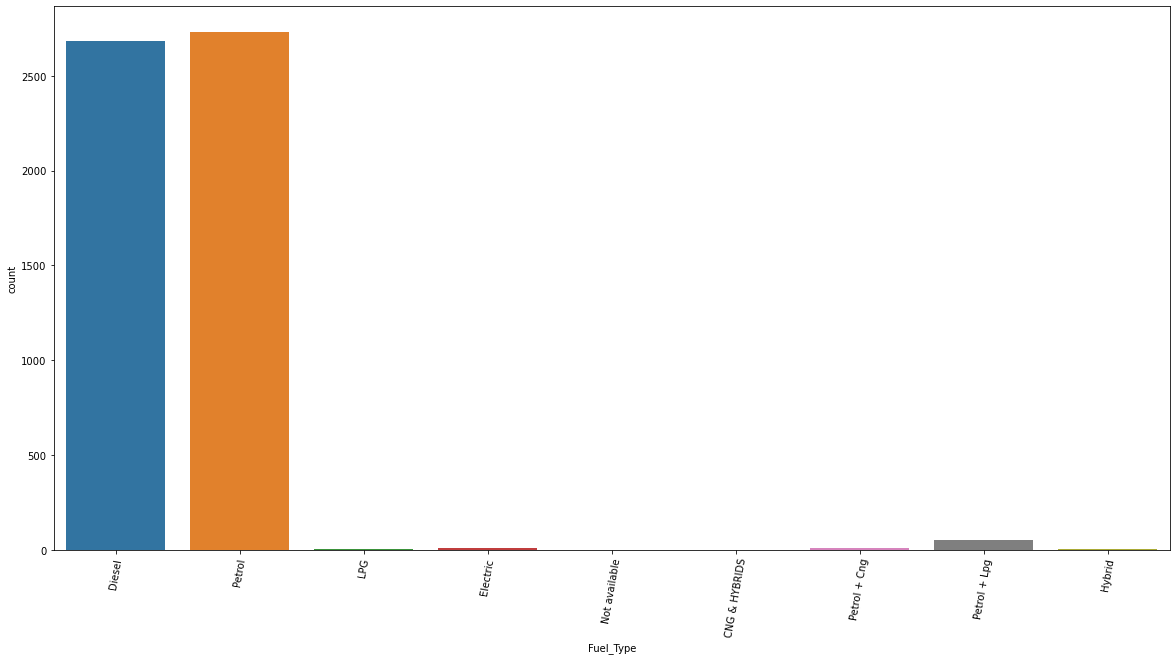 2500
2000
1500
1000
500
0
count
Diesel
Petrol
LPG
Electric
Not available
CNG & HYBRIDS
Petrol + Cng
Petrol + Lpg
Hybrid
Fuel_Type